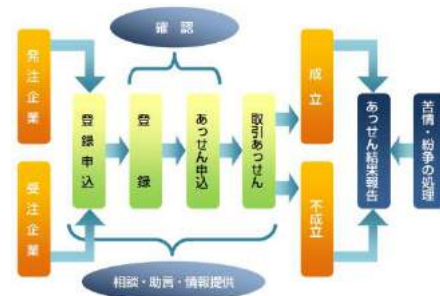 確認
発注企業
受注企業
登録申込
登録
あっせん申込
取引あっせん
成立
不成立
あっせん結果報告
苦情・紛争の処理
相談・助言・情報提供